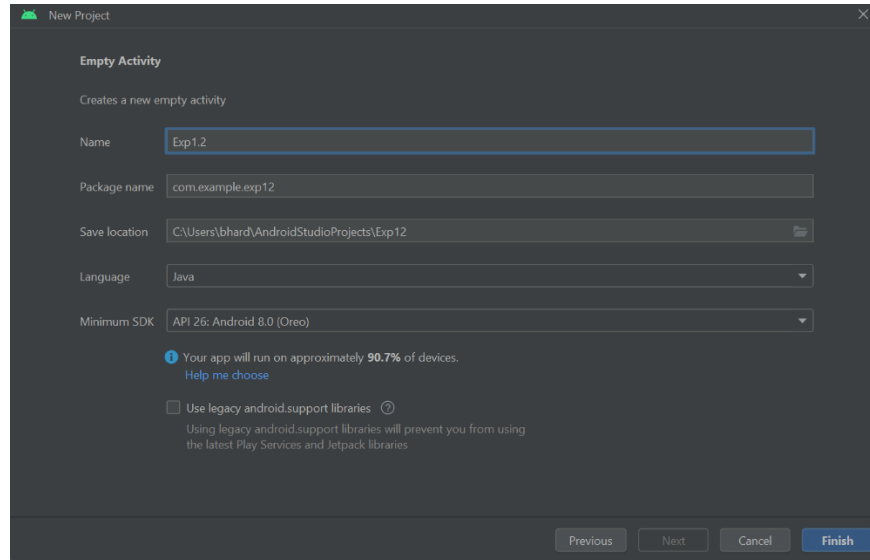 New Project
Empty Activity
Creates a new empty activity
Name Exp1.2
Package name com.example.exp12
Save location C:\Users\bhard\AndroidStudioProjects\Exp12
Language Java
Minimum SDK API 26: Android 8.0 (Oreo)
Your app will run on approximately 90.7% of devices.
Help me choose
Use legacy android.support libraries
Using legacy android.support libraries will prevent you from using
the latest Play Services and Jetpack libraries
Previous Next Cancel Finish